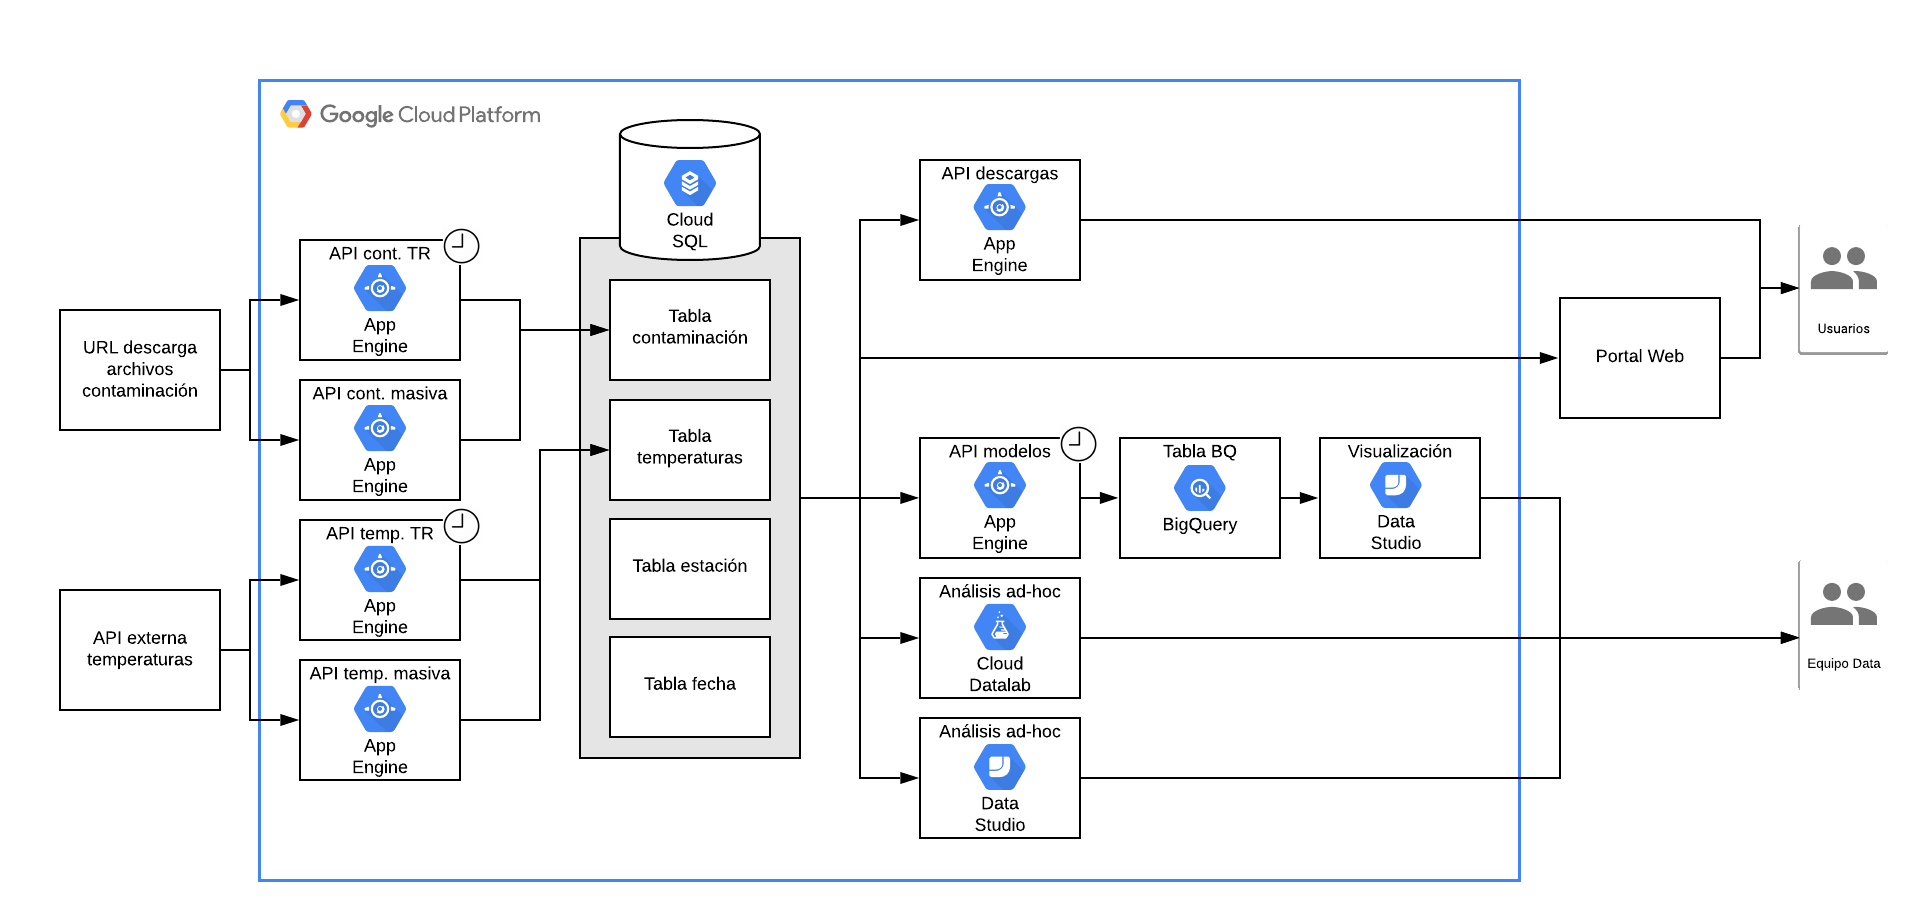 Google Cloud Platform
URL descarga
archivos
contaminación
API externa
temperaturas
API cont. TR
App
Engine
API cont. masiva
App
Engine
API temp. TR
App
Engine
API temp. masiva
App
Engine
Cloud
SQL
Tabla
contaminación
Tabla
temperaturas
Tabla estación
Tabla fecha
API descargas
App
Engine
API modelos
App
Engine
Tabla BQ
BigQuery
Visualización
Data
Studio
Análisis ad-hoc
Cloud
Datalab
Análisis ad-hoc
Data
Studio
Portal Web
Usuarios
Equipo Data